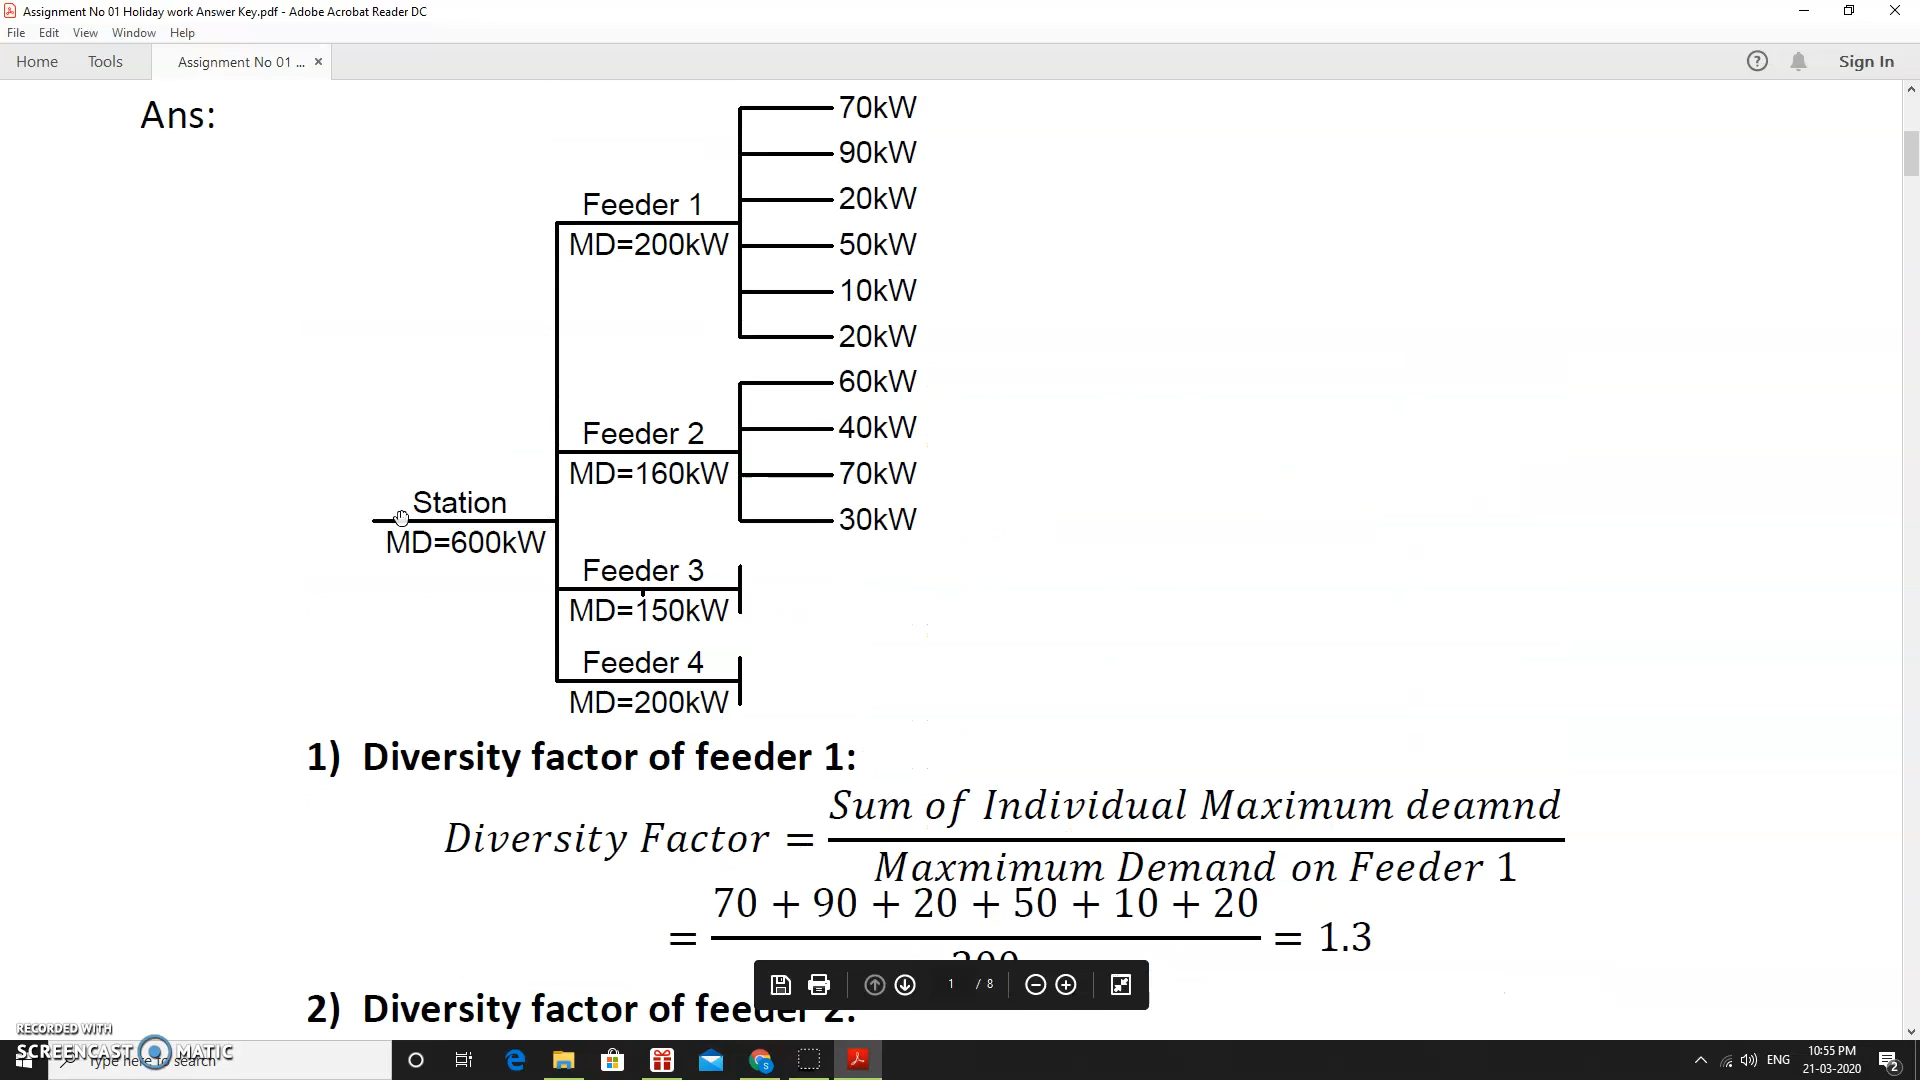 Assignment No 01 Holiday work Answer Key.pdf - Adobe Acrobat Reader DC
File Edit View Window Help
Home Tools Assignment No 01 ... × Sign In
Ans:
70kW
90kW
Feeder 1
20kW
MD=200kW
50kW
10kW
20kW
60kW
Feeder 2
40kW
MD=160kW
70kW
Station
30kW
MD=600kW
Feeder 3
MD=150kW
Feeder 4
MD=200kW
1) Diversity factor of feeder 1:
Diversity Factor = Sum of Individual Maximum deamnd
Maxmimum Demand on Feeder 1
= 70 + 90 + 20 + 50 + 10 + 20 = 1.3
200
1 / 8
2) Diversity factor of feeder 2:
RECORDED WITH
SCREENCAST MATIC
Type here to search
ENG
10:55 PM
21-03-2020
2